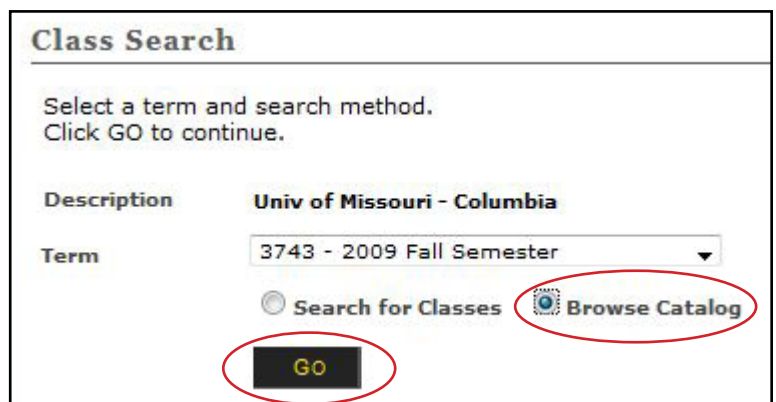 Class Search
Select a term and search method.
Click GO to continue.
Description Univ of Missouri - Columbia
Term 3743 - 2009 Fall Semester
Search for Classes Browse Catalog
GO